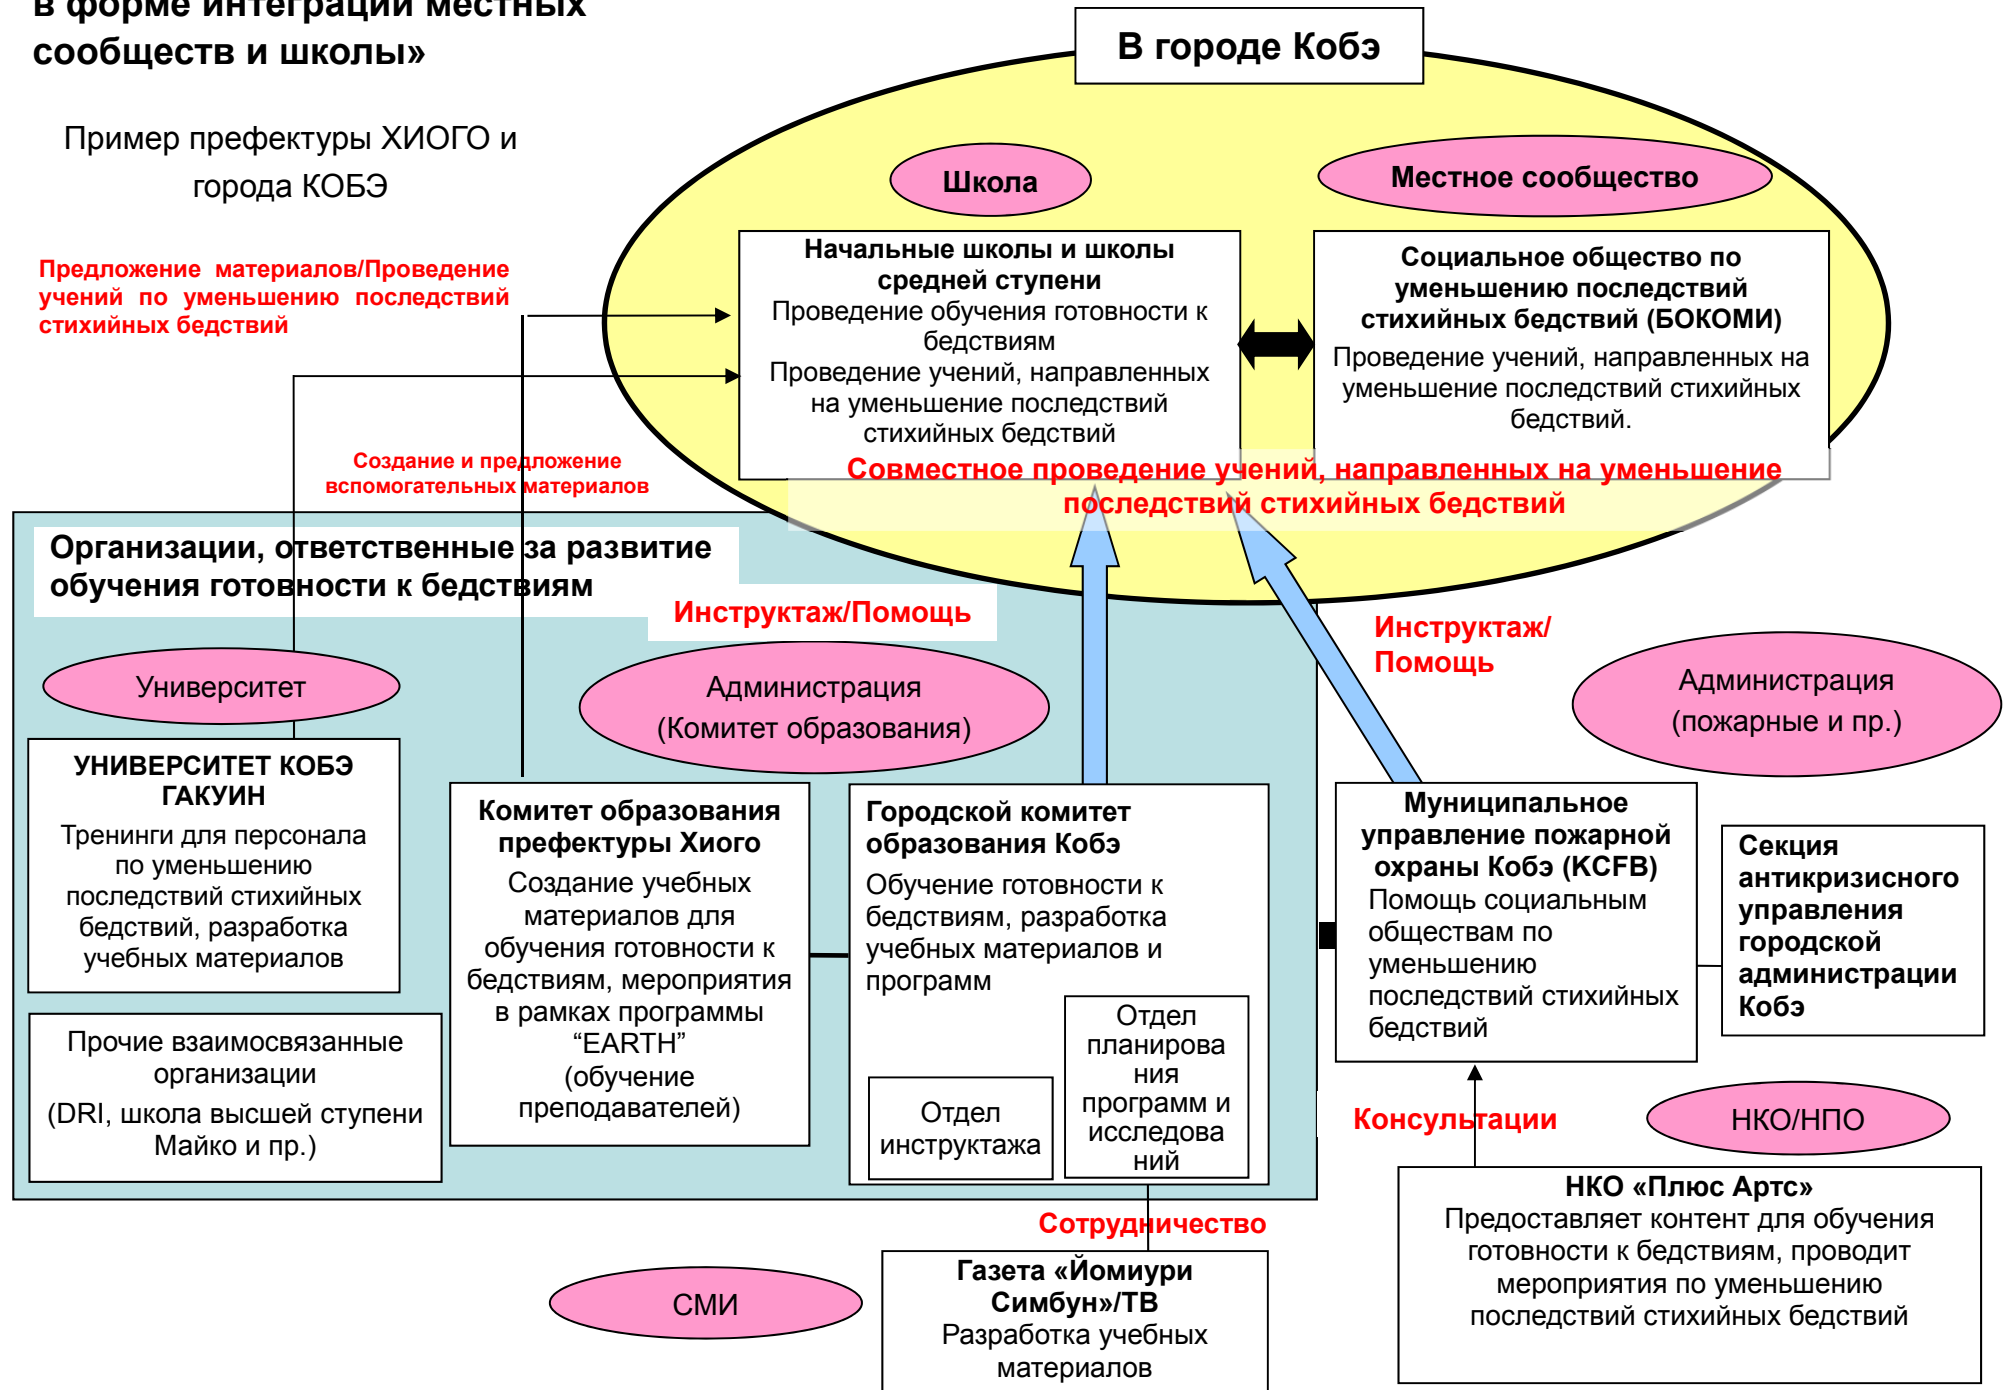 в форме интеграции местных
сообществ и школы»
Пример префектуры ХИОГО и
города КОБЭ
В городе Кобэ
Школа
Местное сообщество
Предложение материалов/Проведение
учений по уменьшению последствий
стихийных бедствий
Начальные школы и школы
средней ступени
Проведение обучения готовности к
бедствиям
Проведение учений, направленных
на уменьшение последствий
стихийных бедствий
Социальное общество по
уменьшению последствий
стихийных бедствий (БОКОМИ)
Проведение учений, направленных на
уменьшение последствий стихийных
бедствий.
Создание и предложение
вспомогательных материалов
Совместное проведение учений, направленных на уменьшение
последствий стихийных бедствий
Организации, ответственные за развитие
обучения готовности к бедствиям
Инструктаж/Помощь
Инструктаж/
Помощь
Университет
Администрация
(Комитет образования)
Администрация
(пожарные и пр.)
УНИВЕРСИТЕТ КОБЭ
ГАКУИН
Тренинги для персонала
по уменьшению
последствий стихийных
бедствий, разработка
учебных материалов
Комитет образования
префектуры Хиого
Создание учебных
материалов для
обучения готовности к
бедствиям, мероприятия
в рамках программы
“EARTH”
(обучение
преподавателей)
Городской комитет
образования Кобэ
Обучение готовности к
бедствиям, разработка
учебных материалов и
программ
Отдел
инструктажа
Отдел
планирова
ния
программ и
исследова
ний
Муниципальное
управление пожарной
охраны Кобэ (KCFB)
Помощь социальным
обществам по
уменьшению
последствий стихийных
бедствий
Секция
антикризисного
управления
городской
администрации
Кобэ
Прочие взаимосвязанные
организации
(DRI, школа высшей ступени
Майко и пр.)
Консультации
НКО/НПО
НКО «Плюс Артс»
Предоставляет контент для обучения
готовности к бедствиям, проводит
мероприятия по уменьшению
последствий стихийных бедствий
Сотрудничество
СМИ
Газета «Йомиури
Симбун»/ТВ
Разработка учебных
материалов